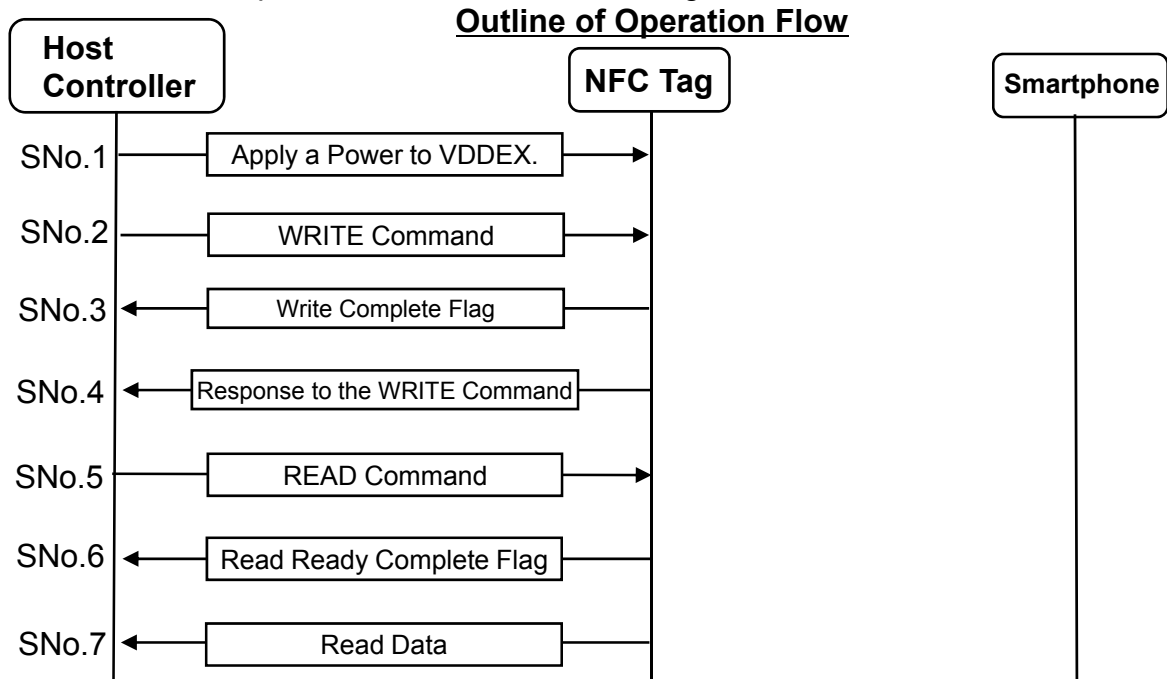 Outline of Operation Flow
Host
Controller
NFC Tag
Smartphone
SNo.1
Apply a Power to VDDEX.
SNo.2
WRITE Command
SNo.3
Write Complete Flag
SNo.4
Response to the WRITE Command
SNo.5
READ Command
SNo.6
Read Ready Complete Flag
SNo.7
Read Data